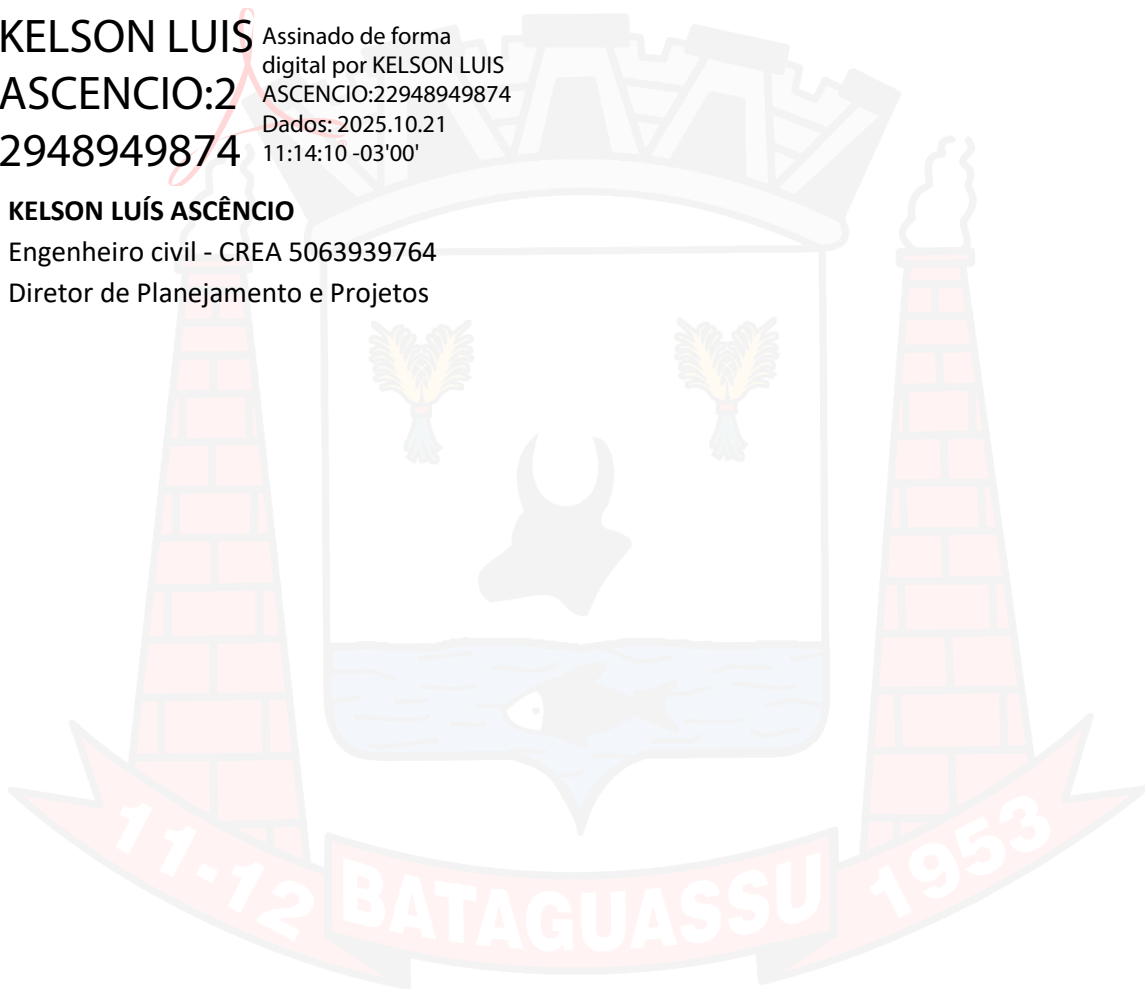 KELSON LUIS
ASCENCIO:2
2948949874
Assinado de forma
digital por KELSON LUIS
ASCENCIO:22948949874
Dados: 2025.10.21
11:14:10 -03'00'
KELSON LUÍS ASCÊNCIO
Engenheiro civil - CREA 5063939764
Diretor de Planejamento e Projetos
11-12
BATAGUASSU
1953